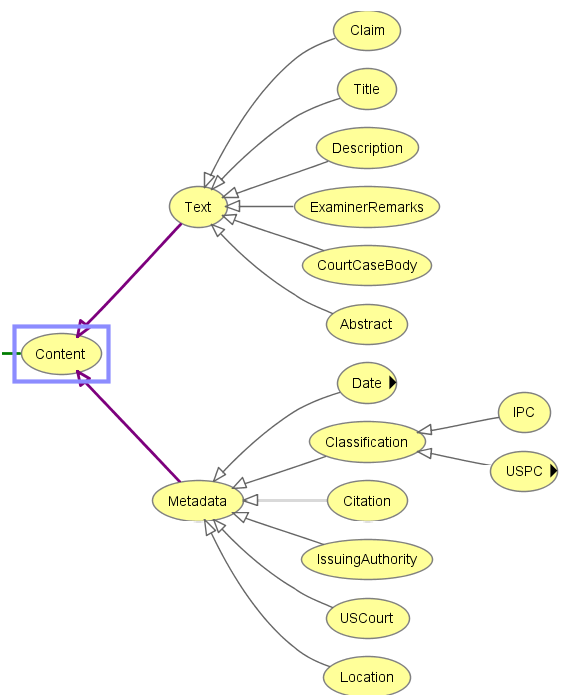 Claim
Title
Description
Text
ExaminerRemarks
CourtCaseBody
Abstract
Content
Date
Classification
IPC
USPC
Metadata
Citation
IssuingAuthority
USCourt
Location